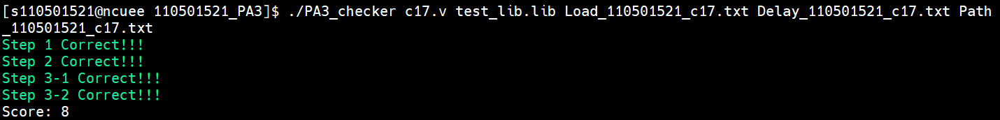 [s110501521@ncuee 110501521_PA3]$ ./PA3_checker c17.v test_lib.lib Load_110501521_c17.txt Delay_110501521_c17.txt Path
_110501521_c17.txt
Step 1 Correct!!!
Step 2 Correct!!!
Step 3-1 Correct!!!
Step 3-2 Correct!!!
Score: 8